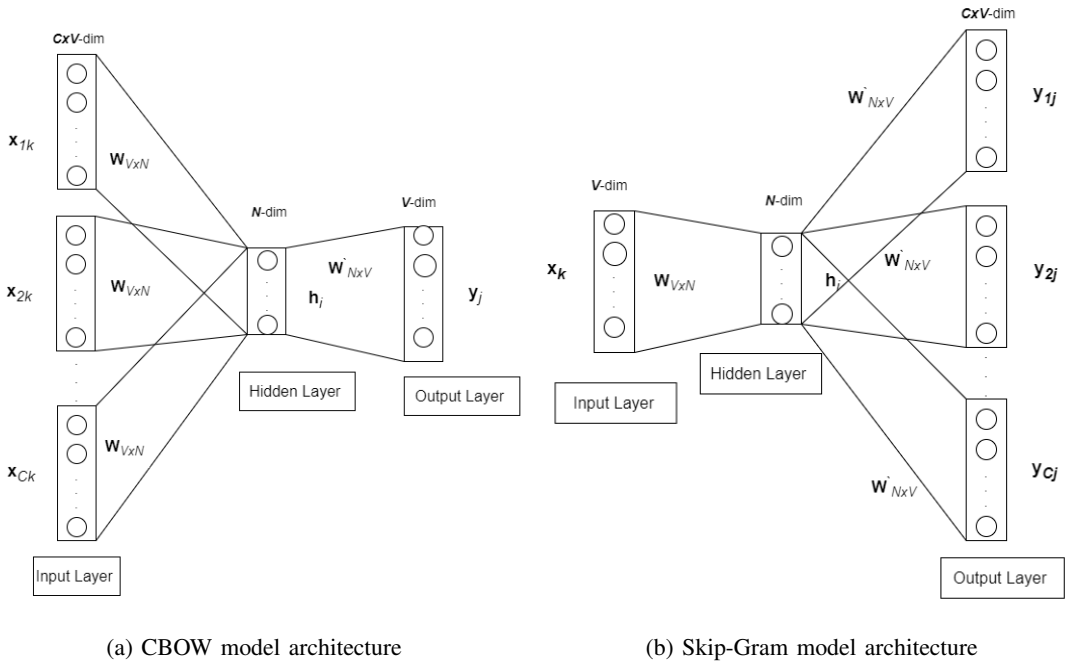 CxV-dim
x1k
WVxN
x2k
WVxN
xCk
WVxN
Input Layer
N-dim
hi
Hidden Layer
W`NxV
V-dim
yj
Output Layer
(a) CBOW model architecture
V-dim
xk
WVxN
Input Layer
N-dim
hi
Hidden Layer
W`NxV
W`NxV
W`NxV
CxV-dim
y1j
y2j
yCj
Output Layer
(b) Skip-Gram model architecture